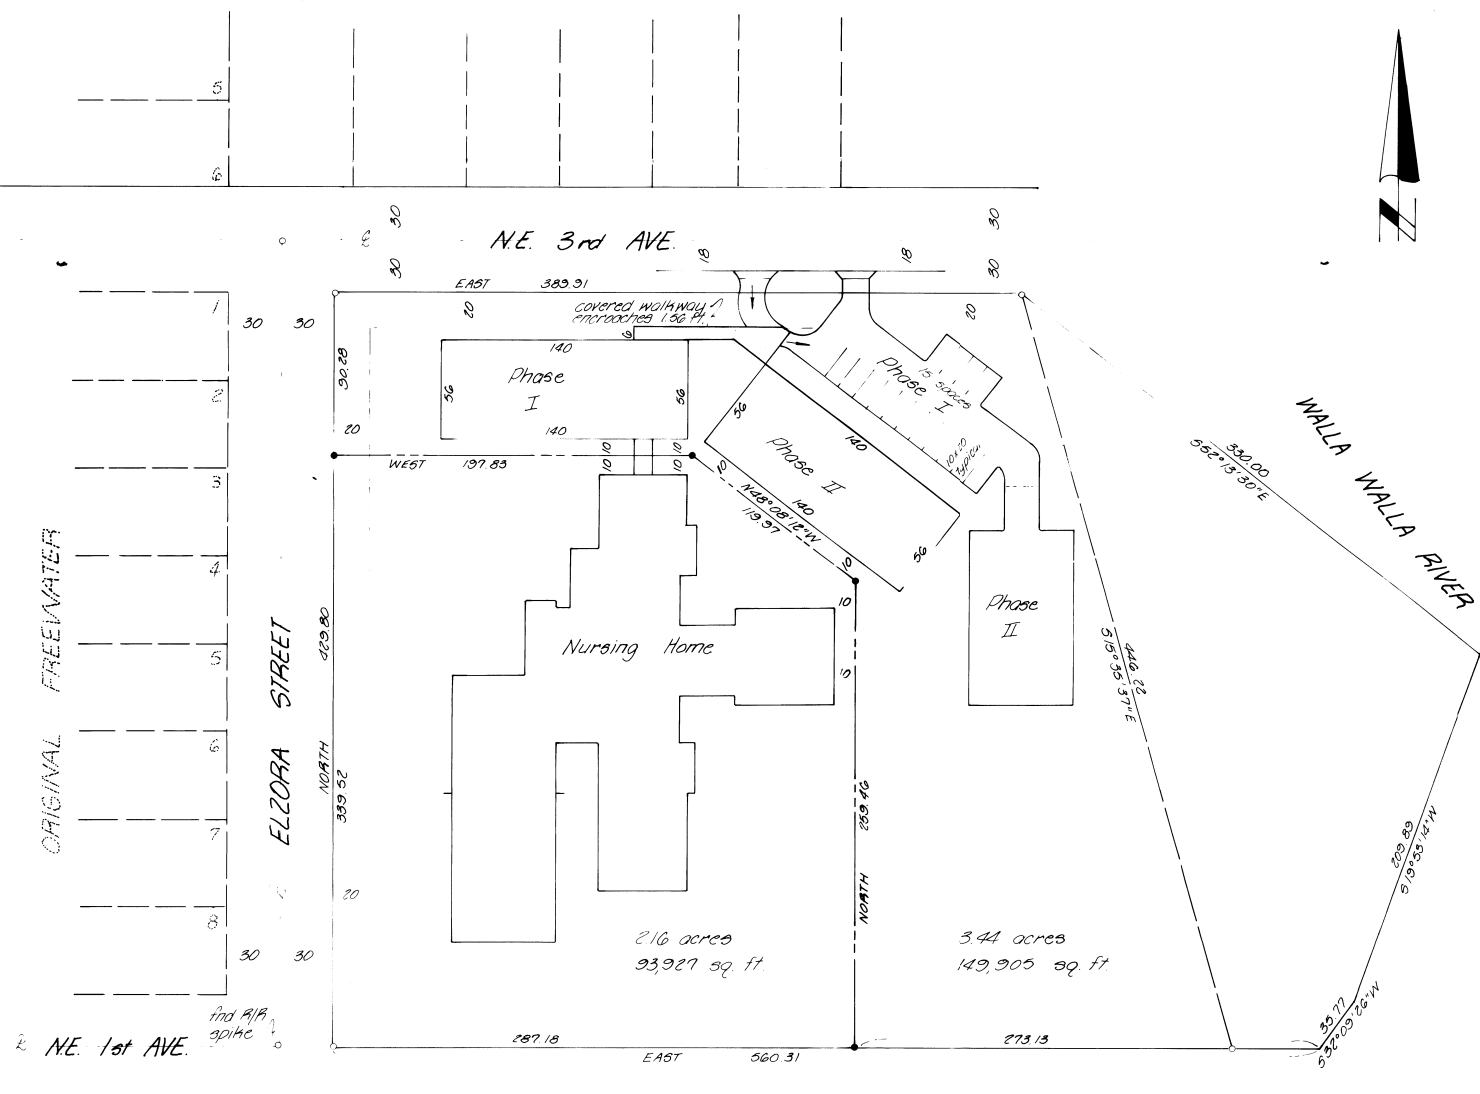 5
6
30
30
N.E. 3rd AVE.
18
18
30
30
N
EAST 389.91
20
covered walkway
encroaches 1.56 ft.
20
1
30 30
6
140
90.28
Phase
I
56
56
Phase I
15 spaces
10 x 20
typical
2
20
140
10 10
10 10
WEST 197.83
56
140
Phase II
10
140
N48°08'12"W
119.97
56
10
10
10
3
4
5
6
7
8
ORIGINAL FREEWATER
ELZORA STREET
429.80
NORTH
339.52
Nursing Home
Phase
II
259.46
NORTH
446.22
S15°35'37"E
330.00
S52°13'30"E
WALLA WALLA RIVER
209.89
S19°53'14"W
35.77
S32°09'26"W
20
30 30
2.16 acres
93,927 sq. ft.
3.44 acres
149,905 sq. ft.
fnd R/R
spike
N.E. 1st AVE.
287.18
EAST 560.31
273.13